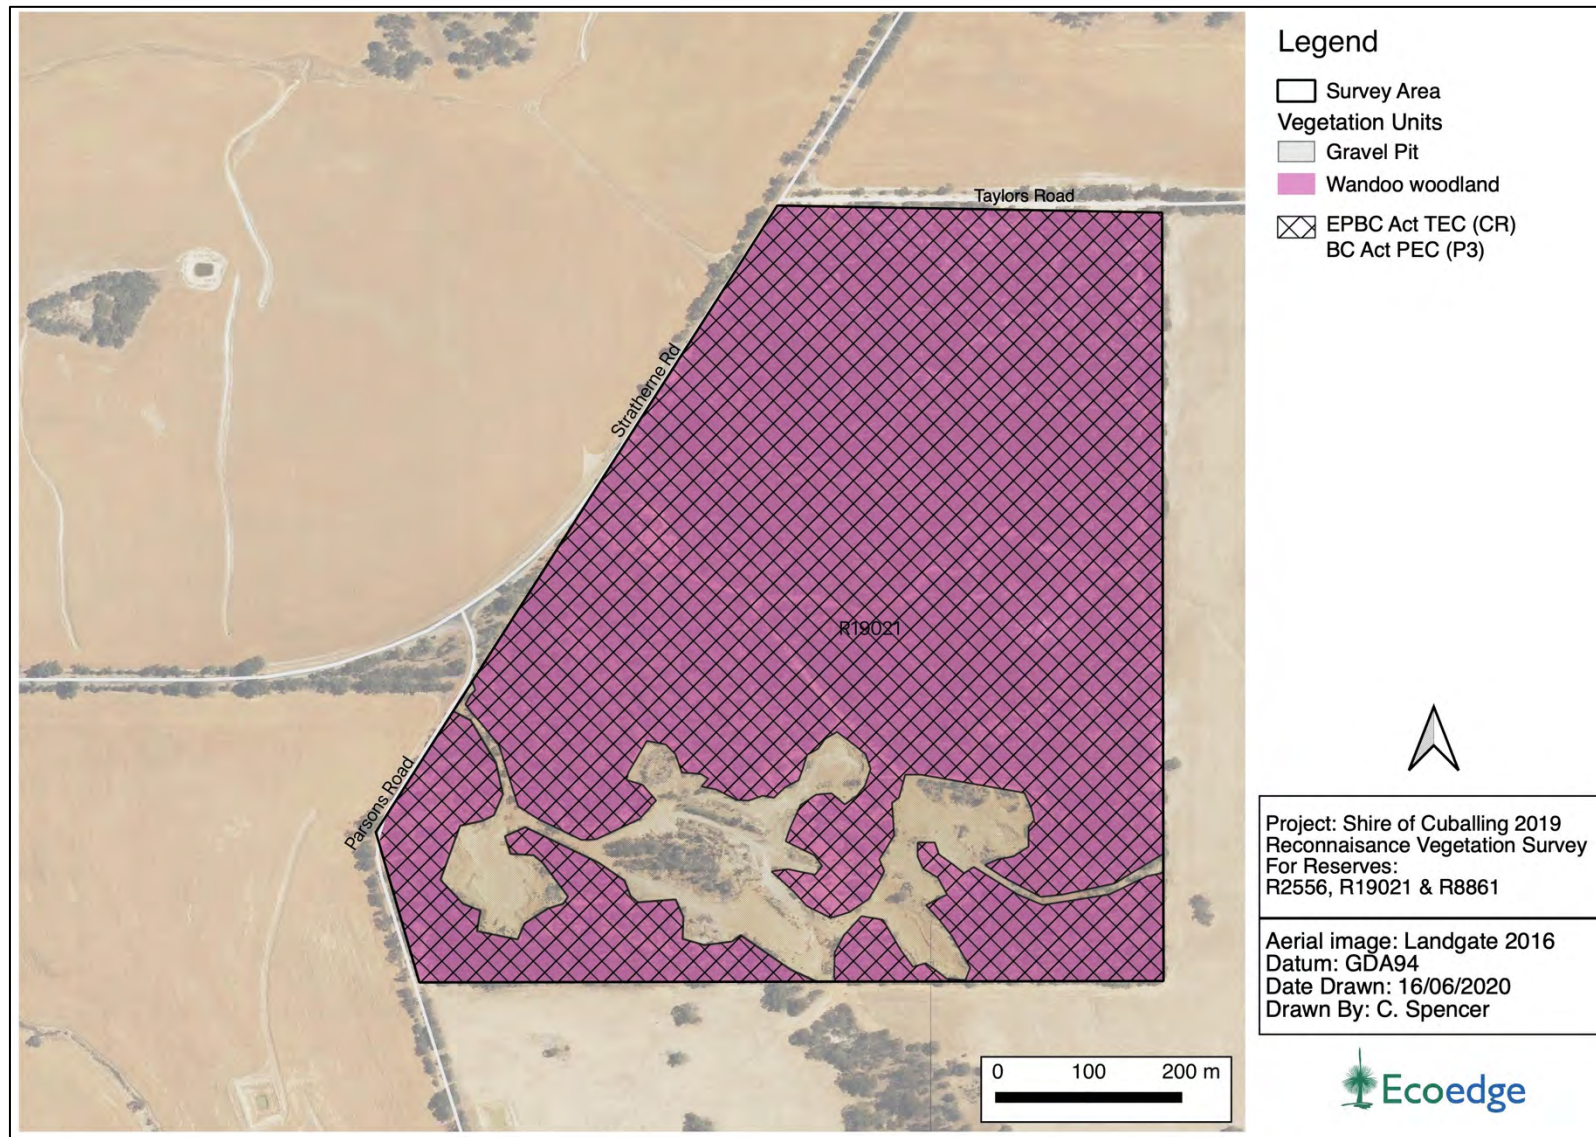 Legend
Survey Area
Vegetation Units
Gravel Pit
Wandoo woodland
EPBC Act TEC (CR)
BC Act PEC (P3)
Taylors Road
Stratherne Rd
R19021
Parsons Road
Project: Shire of Cuballing 2019
Reconnaisance Vegetation Survey
For Reserves:
R2556, R19021 & R8861
Aerial image: Landgate 2016
Datum: GDA94
Date Drawn: 16/06/2020
Drawn By: C. Spencer
0 100 200 m
Ecoedge